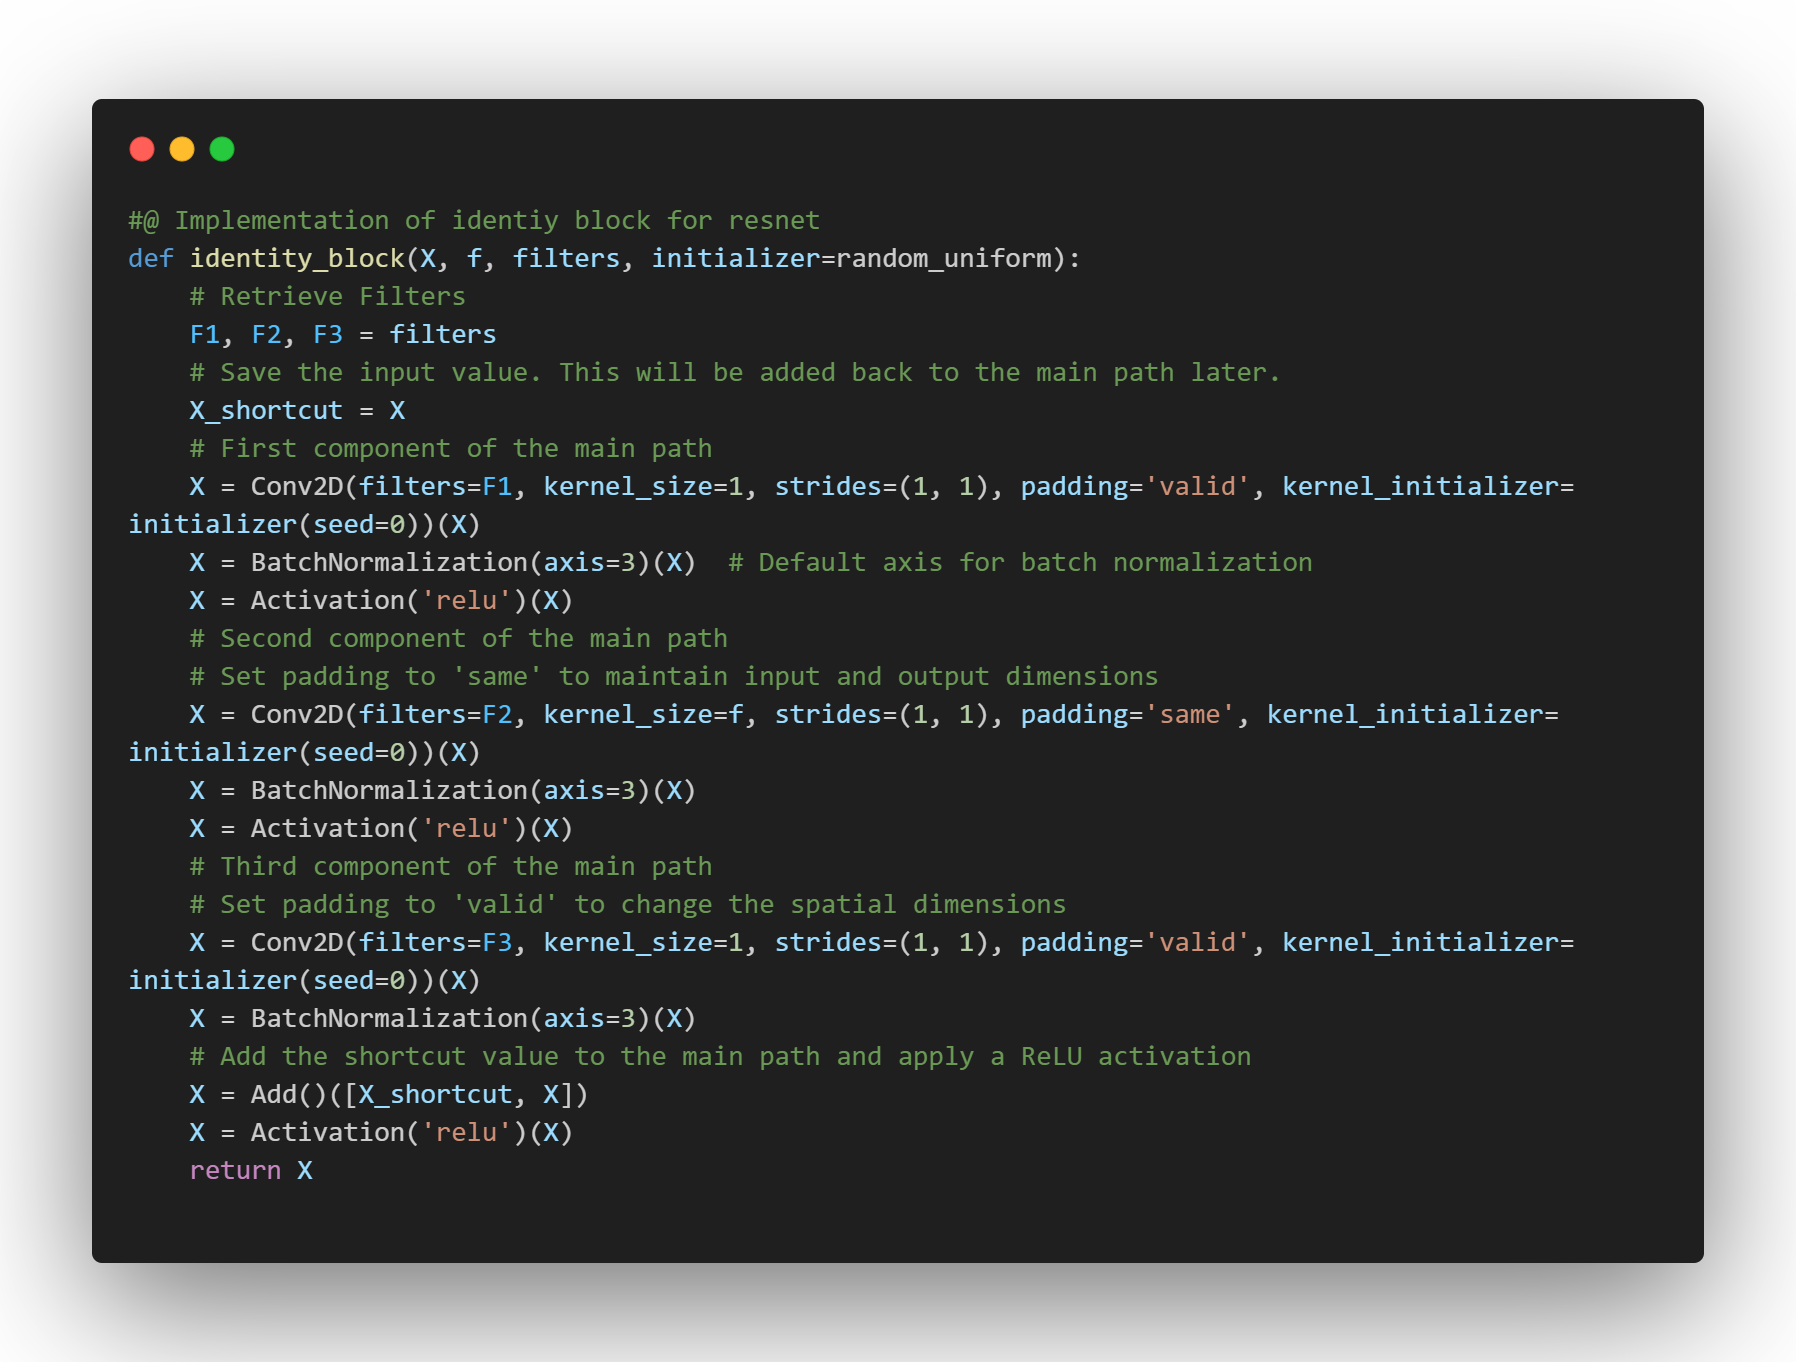 #@ Implementation of identiy block for resnet
def identity_block(X, f, filters, initializer=random_uniform):
    # Retrieve Filters
    F1, F2, F3 = filters
    # Save the input value. This will be added back to the main path later.
    X_shortcut = X
    # First component of the main path
    X = Conv2D(filters=F1, kernel_size=1, strides=(1, 1), padding='valid', kernel_initializer=
initializer(seed=0))(X)
    X = BatchNormalization(axis=3)(X)  # Default axis for batch normalization
    X = Activation('relu')(X)
    # Second component of the main path
    # Set padding to 'same' to maintain input and output dimensions
    X = Conv2D(filters=F2, kernel_size=f, strides=(1, 1), padding='same', kernel_initializer=
initializer(seed=0))(X)
    X = BatchNormalization(axis=3)(X)
    X = Activation('relu')(X)
    # Third component of the main path
    # Set padding to 'valid' to change the spatial dimensions
    X = Conv2D(filters=F3, kernel_size=1, strides=(1, 1), padding='valid', kernel_initializer=
initializer(seed=0))(X)
    X = BatchNormalization(axis=3)(X)
    # Add the shortcut value to the main path and apply a ReLU activation
    X = Add()([X_shortcut, X])
    X = Activation('relu')(X)
    return X